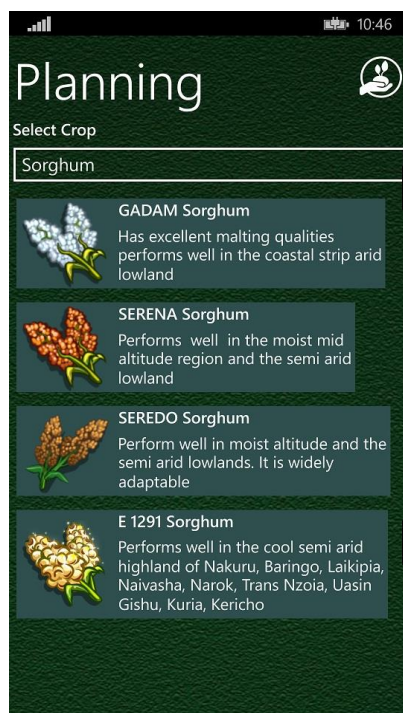 10:46
Planning
Select Crop
Sorghum
GADAM Sorghum
Has excellent malting qualities
performs well in the coastal strip arid
lowland
SERENA Sorghum
Performs  well  in the moist mid
altitude region and the semi arid
lowland
SEREDO Sorghum
Perform well in moist altitude and the
semi arid lowlands. It is widely
adaptable
E 1291 Sorghum
Performs well in the cool semi arid
highland of Nakuru, Baringo, Laikipia,
Naivasha, Narok, Trans Nzoia, Uasin
Gishu, Kuria, Kericho